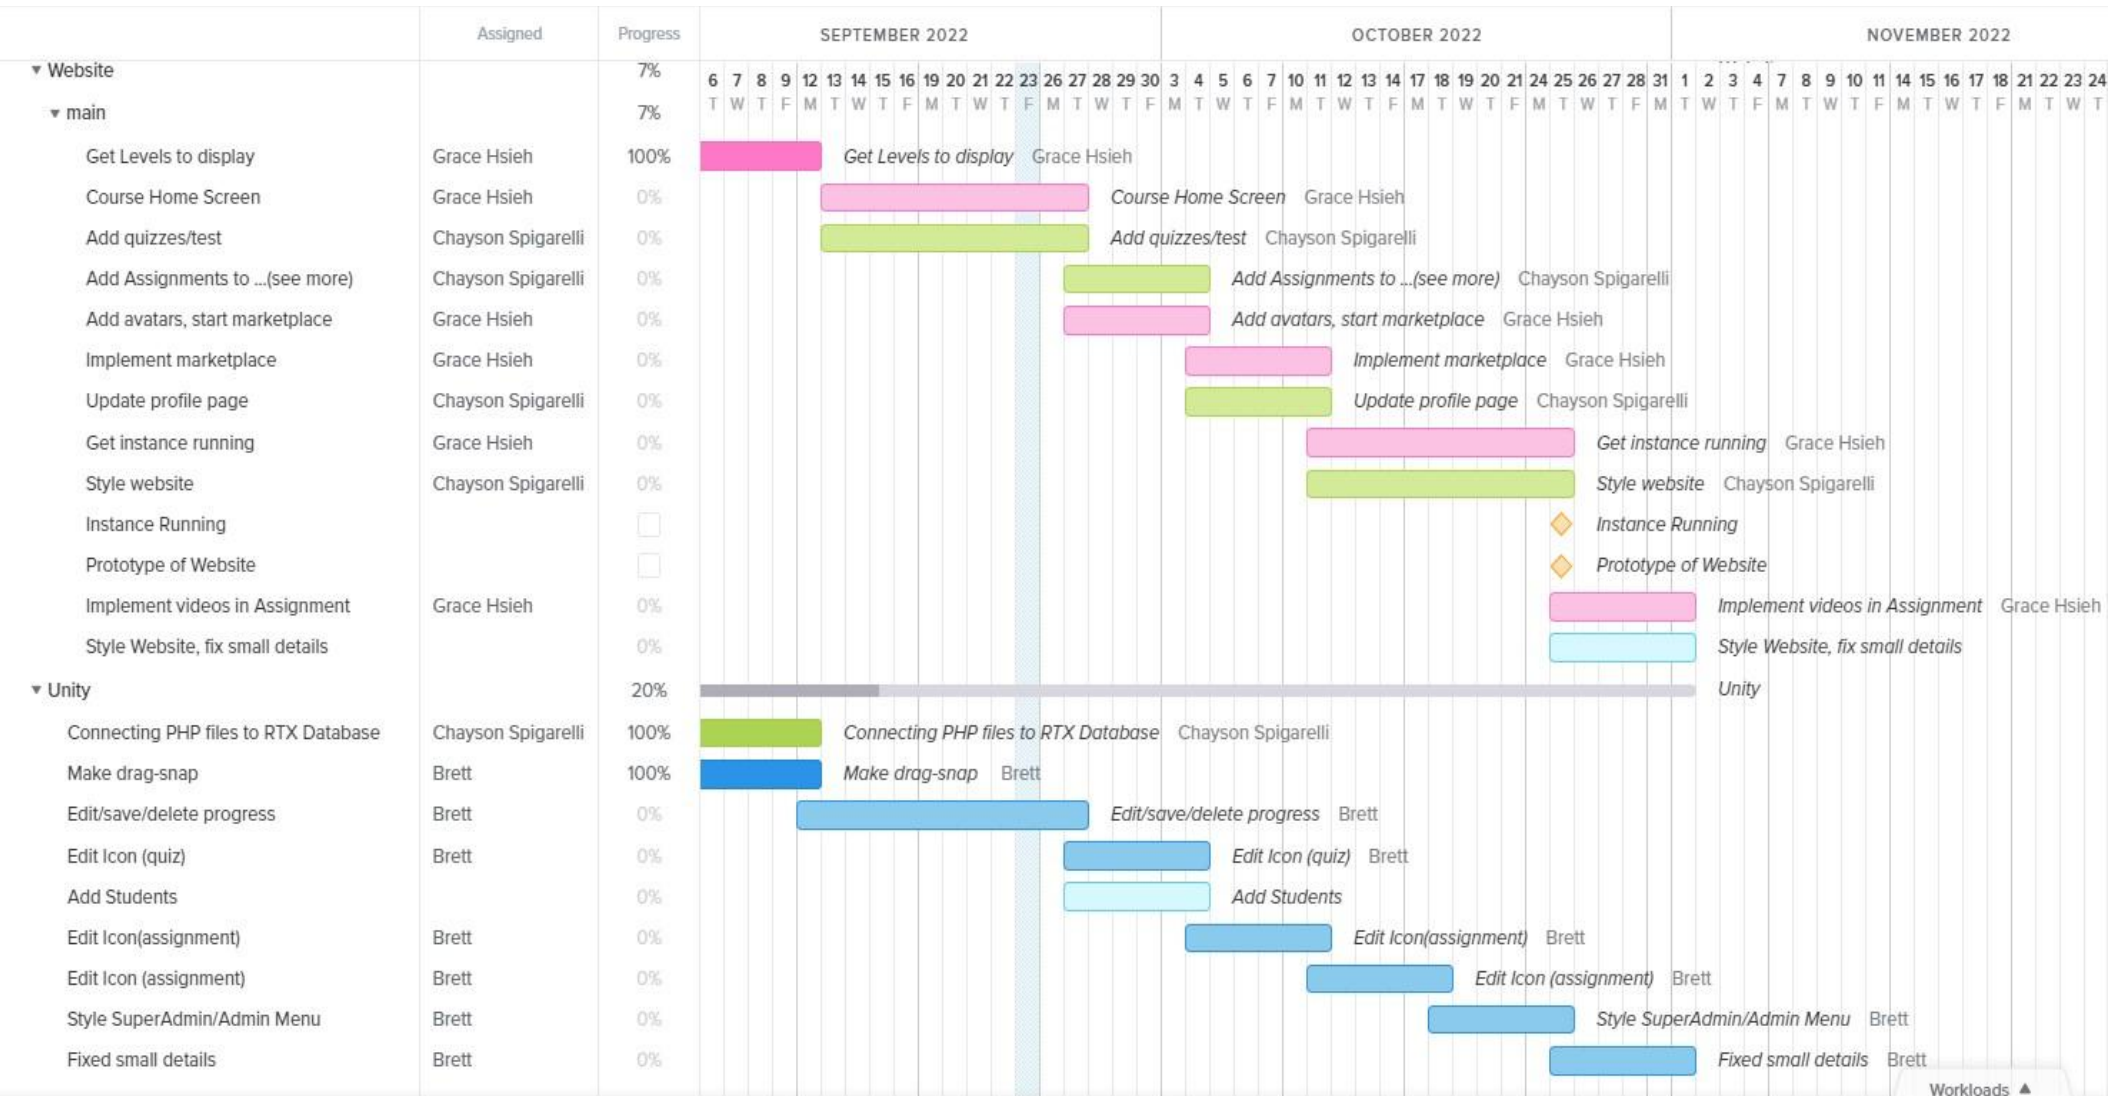 Assigned Progress SEPTEMBER 2022 OCTOBER 2022 NOVEMBER 2022
▼ Website 7% 6 7 8 9 12 13 14 15 16 19 20 21 22 23 26 27 28 29 30 3 4 5 6 7 10 11 12 13 14 17 18 19 20 21 24 25 26 27 28 31 1 2 3 4 7 8 9 10 11 14 15 16 17 18 21 22 23 24
T W T F M T W T F M T W T F M T W T F M T W T F M T W T F M T W T F M T W T F M T W T F M T W T F M T W T F M T W T
▼ main 7%
Get Levels to display Grace Hsieh 100% Get Levels to display Grace Hsieh
Course Home Screen Grace Hsieh 0% Course Home Screen Grace Hsieh
Add quizzes/test Chayson Spigarelli 0% Add quizzes/test Chayson Spigarelli
Add Assignments to ...(see more) Chayson Spigarelli 0% Add Assignments to ...(see more) Chayson Spigarelli
Add avatars, start marketplace Grace Hsieh 0% Add avatars, start marketplace Grace Hsieh
Implement marketplace Grace Hsieh 0% Implement marketplace Grace Hsieh
Update profile page Chayson Spigarelli 0% Update profile page Chayson Spigarelli
Get instance running Grace Hsieh 0% Get instance running Grace Hsieh
Style website Chayson Spigarelli 0% Style website Chayson Spigarelli
Instance Running Instance Running
Prototype of Website Prototype of Website
Implement videos in Assignment Grace Hsieh 0% Implement videos in Assignment Grace Hsieh
Style Website, fix small details 0% Style Website, fix small details
▼ Unity 20% Unity
Connecting PHP files to RTX Database Chayson Spigarelli 100% Connecting PHP files to RTX Database Chayson Spigarelli
Make drag-snap Brett 100% Make drag-snap Brett
Edit/save/delete progress Brett 0% Edit/save/delete progress Brett
Edit Icon (quiz) Brett 0% Edit Icon (quiz) Brett
Add Students 0% Add Students
Edit Icon(assignment) Brett 0% Edit Icon(assignment) Brett
Edit Icon (assignment) Brett 0% Edit Icon (assignment) Brett
Style SuperAdmin/Admin Menu Brett 0% Style SuperAdmin/Admin Menu Brett
Fixed small details Brett 0% Fixed small details Brett
Workloads ▲